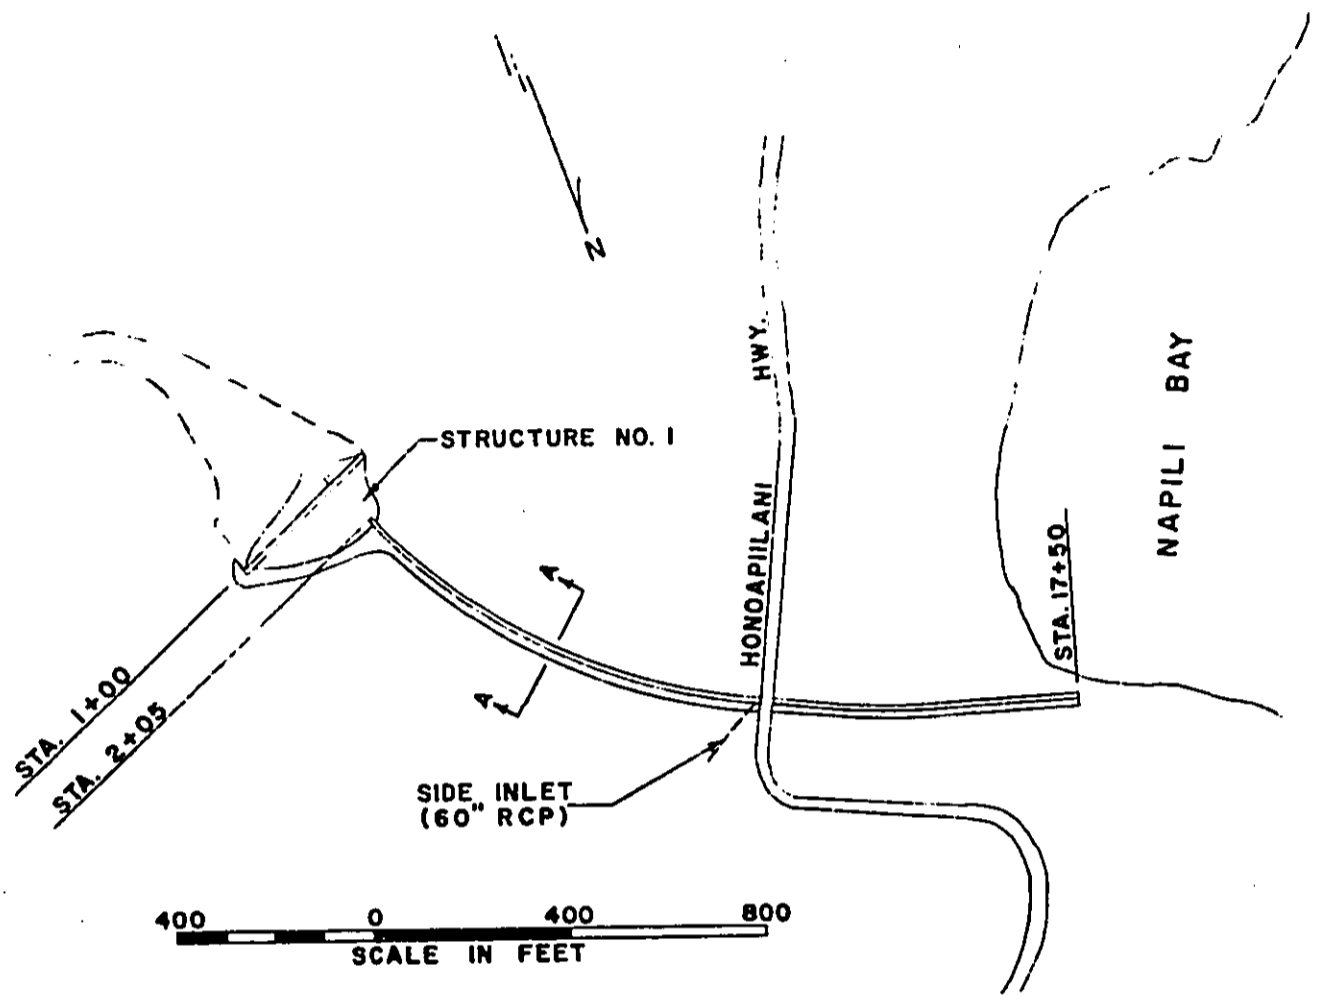 N
HWY.
NAPILI BAY
STRUCTURE NO. 1
HONOAPIILANI
STA. 17+50
A
A
STA. 1+00
STA. 2+05
SIDE INLET
(60" RCP)
400 0 400 800
SCALE IN FEET